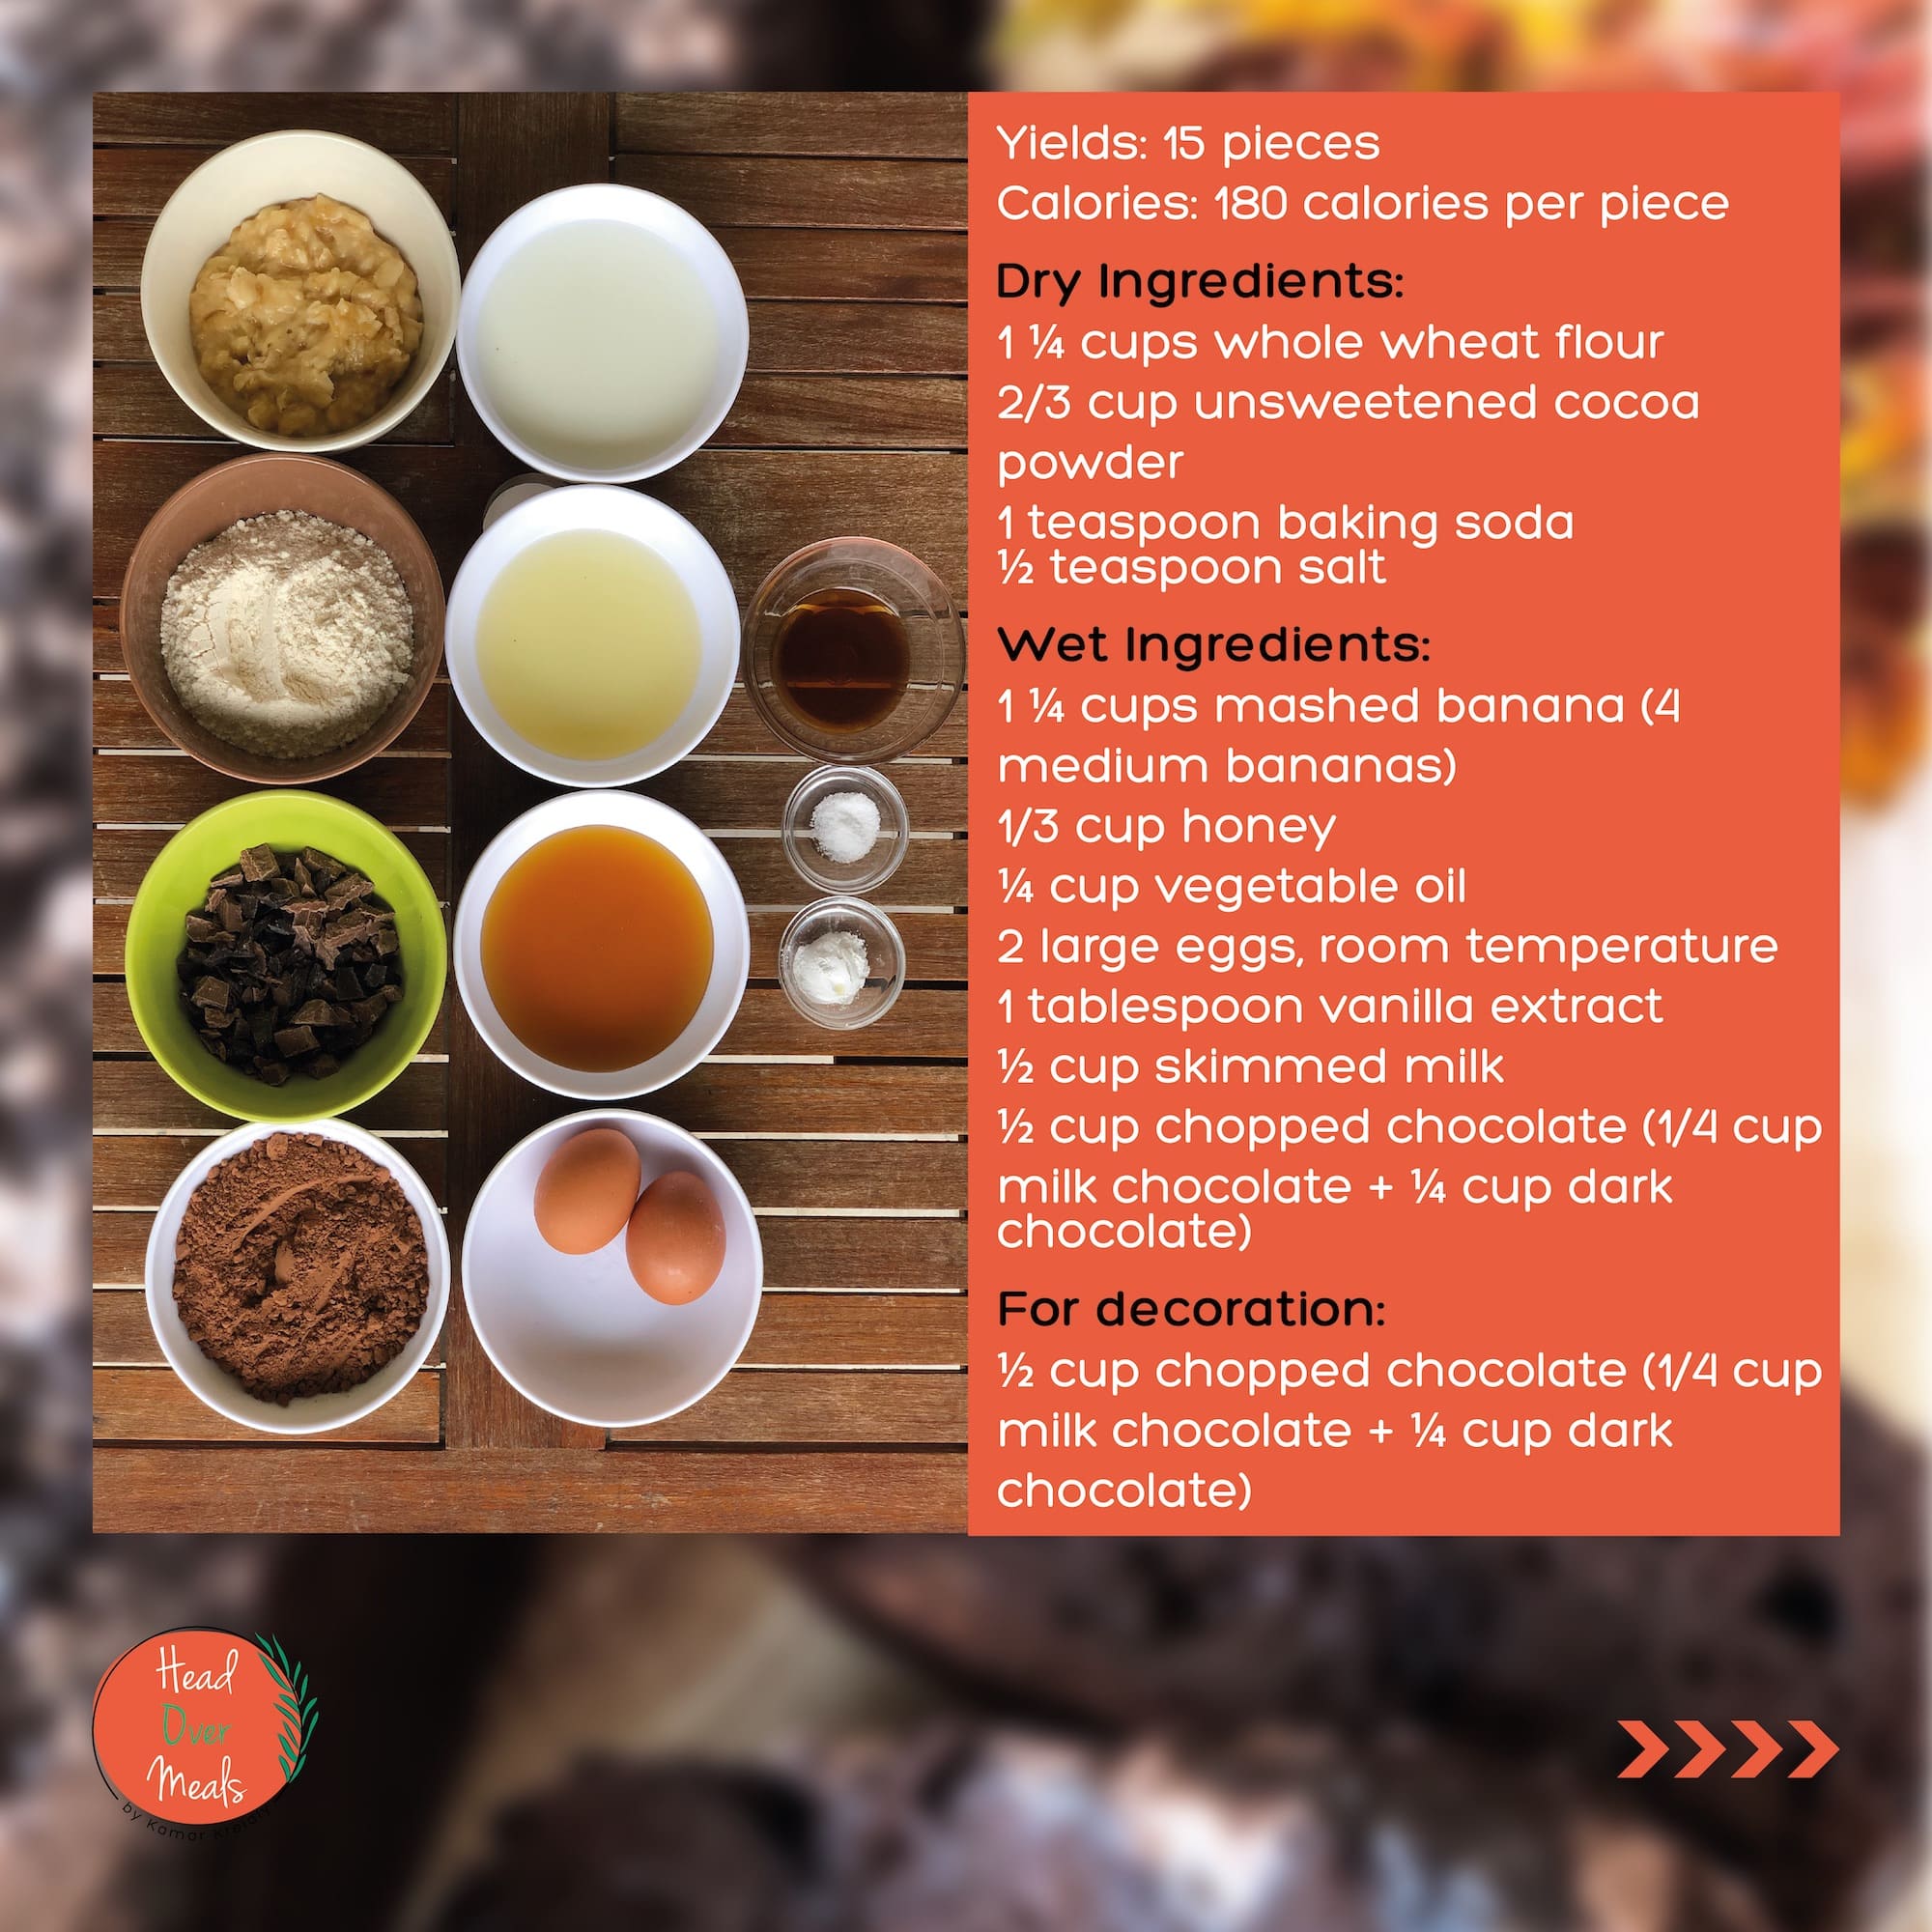 Yields: 15 pieces
Calories: 180 calories per piece
Dry Ingredients:
1 ¼ cups whole wheat flour
2/3 cup unsweetened cocoa
powder
1 teaspoon baking soda
½ teaspoon salt
Wet Ingredients:
1 ¼ cups mashed banana (4
medium bananas)
1/3 cup honey
¼ cup vegetable oil
2 large eggs, room temperature
1 tablespoon vanilla extract
½ cup skimmed milk
½ cup chopped chocolate (1/4 cup
milk chocolate + ¼ cup dark
chocolate)
For decoration:
½ cup chopped chocolate (1/4 cup
milk chocolate + ¼ cup dark
chocolate)
Head
Over
Meals
by Kamar